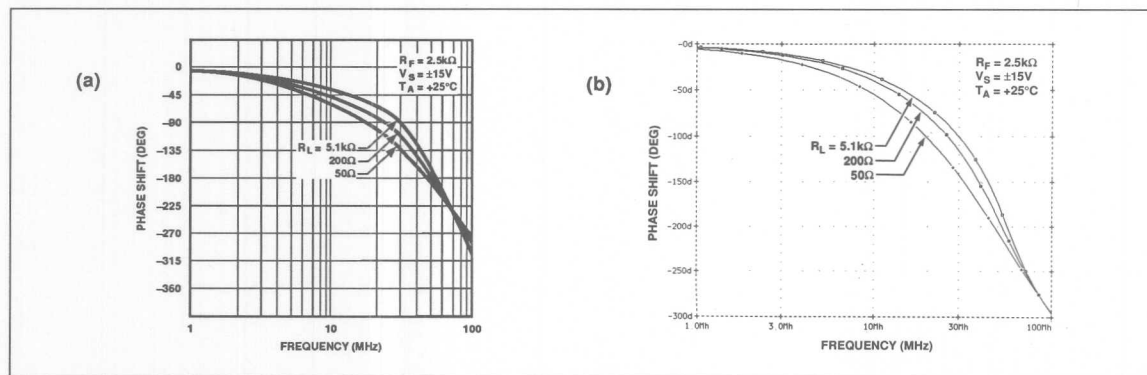 (a)
PHASE SHIFT (DEG)
0
–45
–90
–135
–180
–225
–270
–315
–360
R_F = 2.5kΩ
V_S = ±15V
T_A = +25°C
R_L = 5.1kΩ
200Ω
50Ω
1
10
100
FREQUENCY (MHz)
(b)
PHASE SHIFT (DEG)
-0d
-50d
-100d
-150d
-200d
-250d
-300d
R_F = 2.5kΩ
V_S = ±15V
T_A = +25°C
R_L = 5.1kΩ
200Ω
50Ω
1 0Mh
3 0Mh
10Mh
30Mh
100Mh
FREQUENCY (MHz)